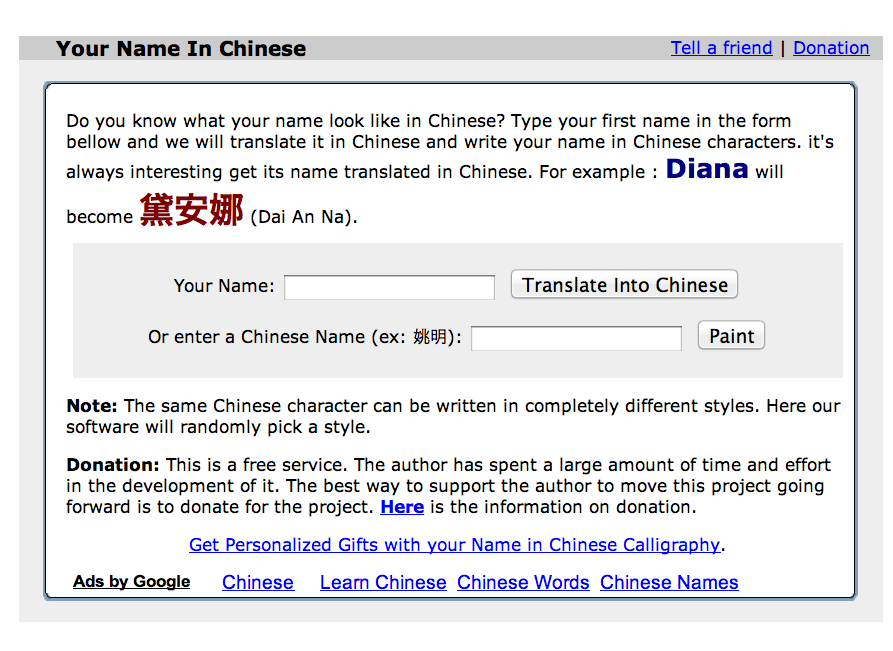 Your Name In Chinese
Tell a friend | Donation
Do you know what your name look like in Chinese? Type your first name in the form
bellow and we will translate it in Chinese and write your name in Chinese characters. it's
always interesting get its name translated in Chinese. For example : Diana will
become 黛安娜 (Dai An Na).
Your Name:
Translate Into Chinese
Or enter a Chinese Name (ex: 姚明):
Paint
Note: The same Chinese character can be written in completely different styles. Here our
software will randomly pick a style.
Donation: This is a free service. The author has spent a large amount of time and effort
in the development of it. The best way to support the author to move this project going
forward is to donate for the project. Here is the information on donation.
Get Personalized Gifts with your Name in Chinese Calligraphy.
Ads by Google Chinese Learn Chinese Chinese Words Chinese Names